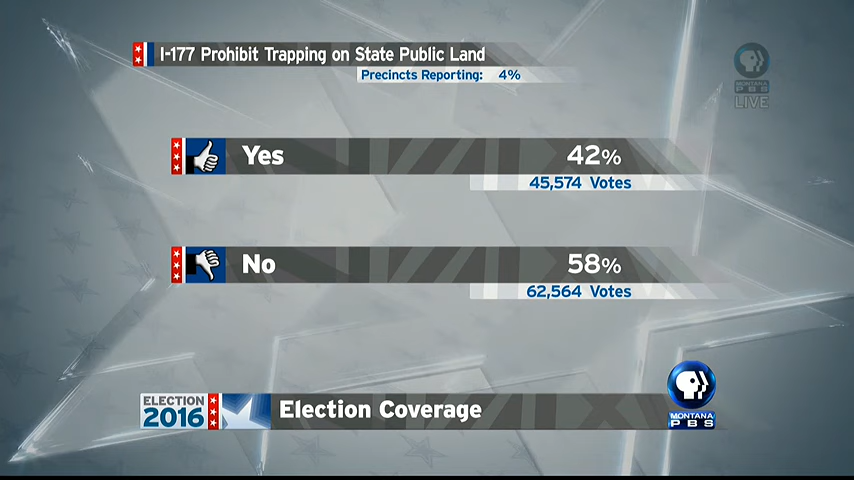 I-177 Prohibit Trapping on State Public Land
Precincts Reporting: 4%
MONTANA
PBS
LIVE
Yes 42%
45,574 Votes
No 58%
62,564 Votes
ELECTION
2016
Election Coverage
MONTANA
PBS